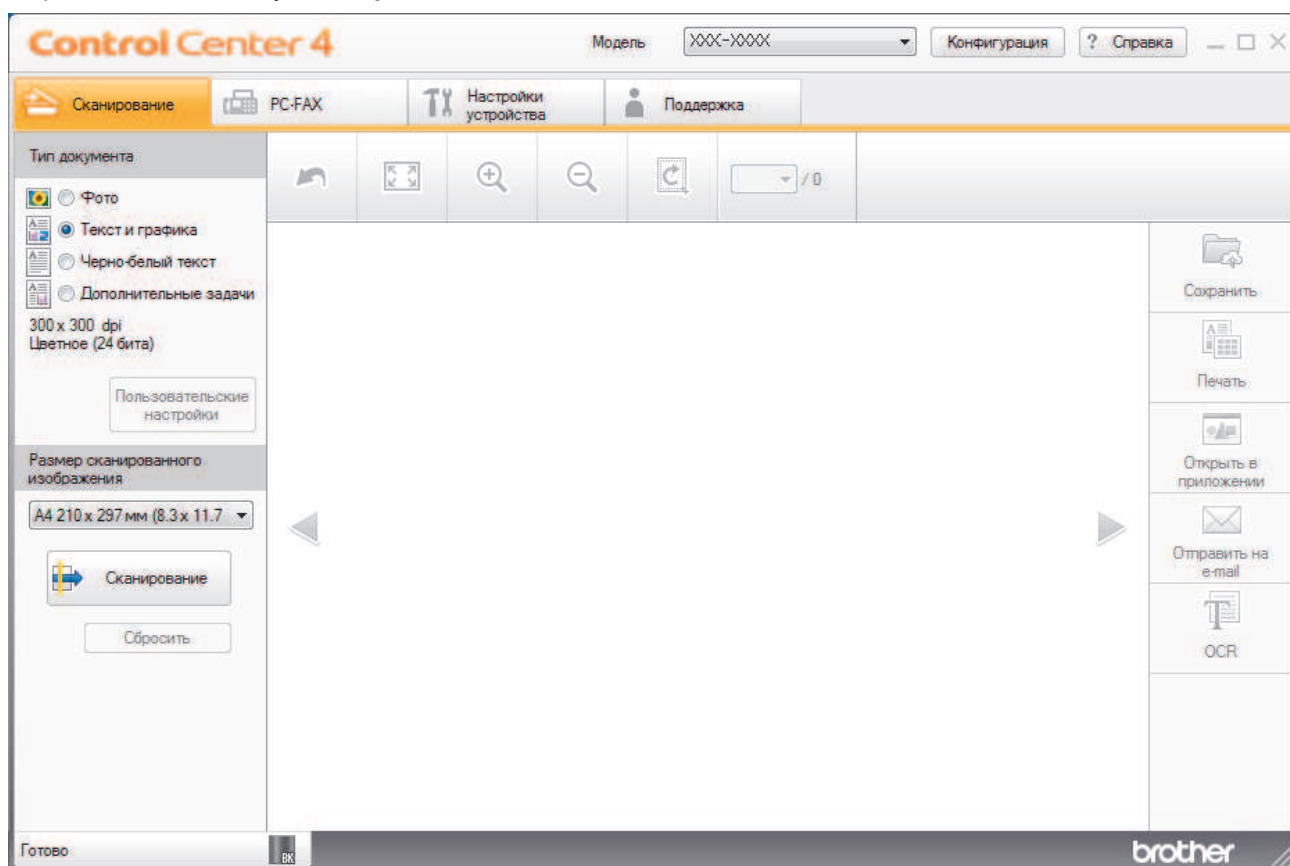 Control Center 4
Модель
XXX-XXXX
Конфигурация
? Справка
Сканирование
PC-FAX
Настройки
устройства
Поддержка
Тип документа
Фото
Текст и графика
Черно-белый текст
Дополнительные задачи
300 x 300 dpi
Цветное (24 бита)
Пользовательские
настройки
Размер сканированного
изображения
A4 210 x 297 мм (8.3 x 11.7
Сканирование
Сбросить
/ 0
Сохранить
Печать
Открыть в
приложении
Отправить на
e-mail
OCR
Готово
BK
brother